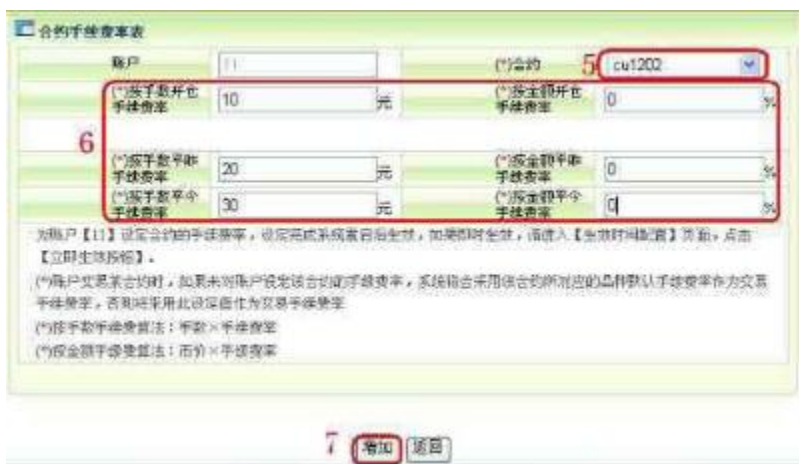 合约手续费率表
账户 11 (*)合约 5 cu1202
(*)按手数开仓手续费率 10 元 (*)按金额开仓手续费率 0 %
6
(*)按手数平昨手续费率 20 元 (*)按金额平昨手续费率 0 %
(*)按手数平今手续费率 30 元 (*)按金额平今手续费率 0 %
为账户【11】设定合约的手续费率,设定完成系统重启后生效,如果即时生效,请进入【生效时间配置】页面,点击
【立即生效按钮】。
(*)账户交易某合约时,如果未对账户设定该合约的手续费率,系统将会采用该合约所对应的品种默认手续费率作为交易
手续费率,否则将采用此设定值作为交易手续费率
(*)按手数手续费算法:手数×手续费率
(*)按金额手续费算法:市价×手续费率
7 增加 返回